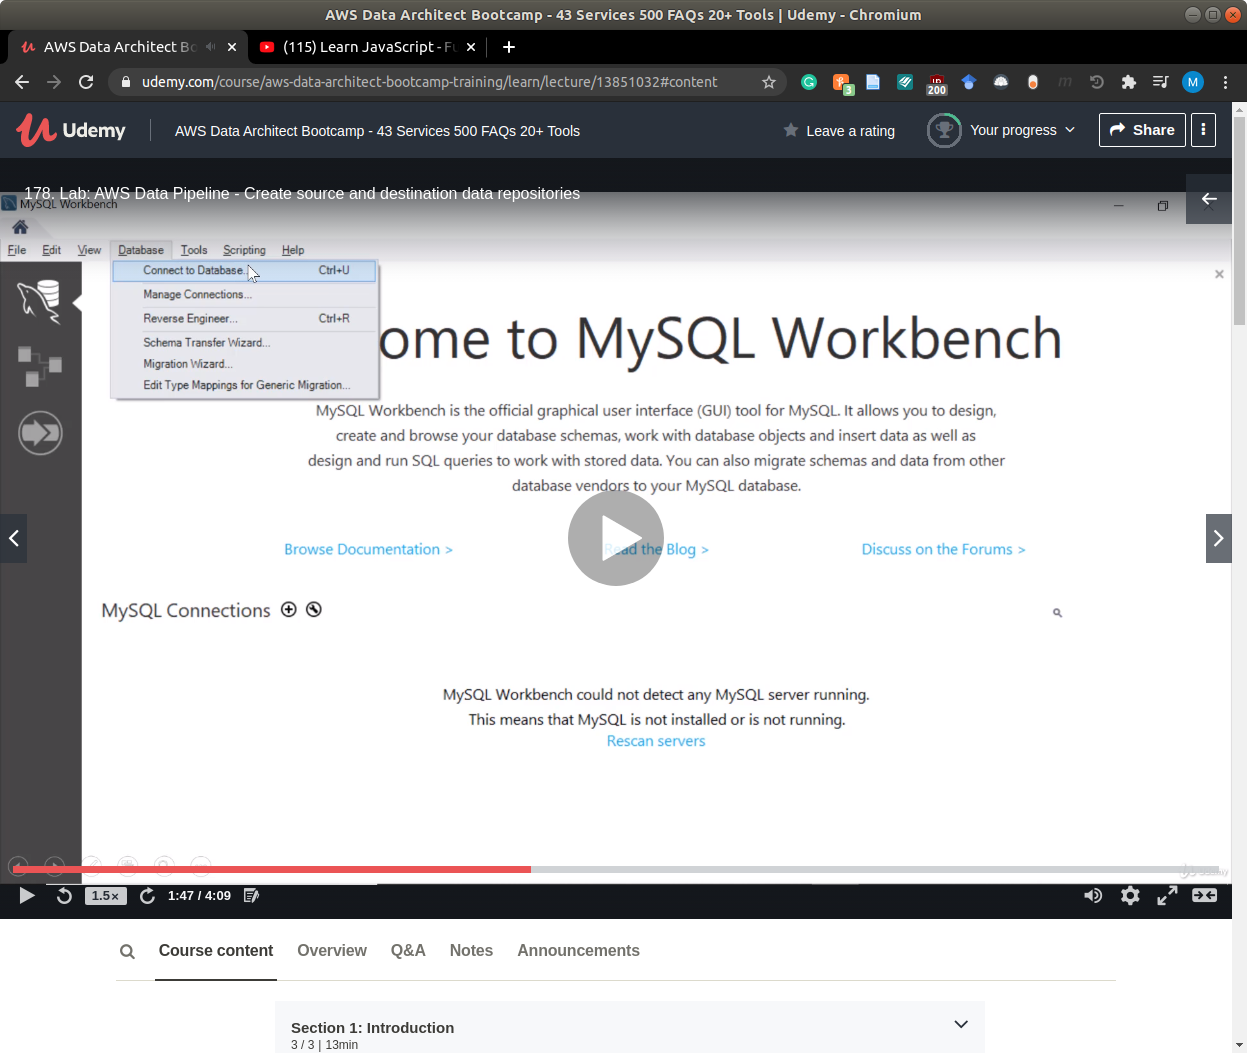 AWS Data Architect Bootcamp - 43 Services 500 FAQs 20+ Tools | Udemy - Chromium
AWS Data Architect Bo
(115) Learn JavaScript - Fu
udemy.com/course/aws-data-architect-bootcamp-training/learn/lecture/13851032#content
3
200
M
Udemy
AWS Data Architect Bootcamp - 43 Services 500 FAQs 20+ Tools
Leave a rating
Your progress
Share
178. Lab: AWS Data Pipeline - Create source and destination data repositories
MySQL Workbench
File Edit View Database Tools Scripting Help
Connect to Database... Ctrl+U
Manage Connections...
Reverse Engineer... Ctrl+R
Schema Transfer Wizard...
Migration Wizard...
Edit Type Mappings for Generic Migration...
ome to MySQL Workbench
MySQL Workbench is the official graphical user interface (GUI) tool for MySQL. It allows you to design,
create and browse your database schemas, work with database objects and insert data as well as
design and run SQL queries to work with stored data. You can also migrate schemas and data from other
database vendors to your MySQL database.
Browse Documentation >
Read the Blog >
Discuss on the Forums >
MySQL Connections
MySQL Workbench could not detect any MySQL server running.
This means that MySQL is not installed or is not running.
Rescan servers
1.5×
1:47 / 4:09
Course content
Overview
Q&A
Notes
Announcements
Section 1: Introduction
3 / 3 | 13min